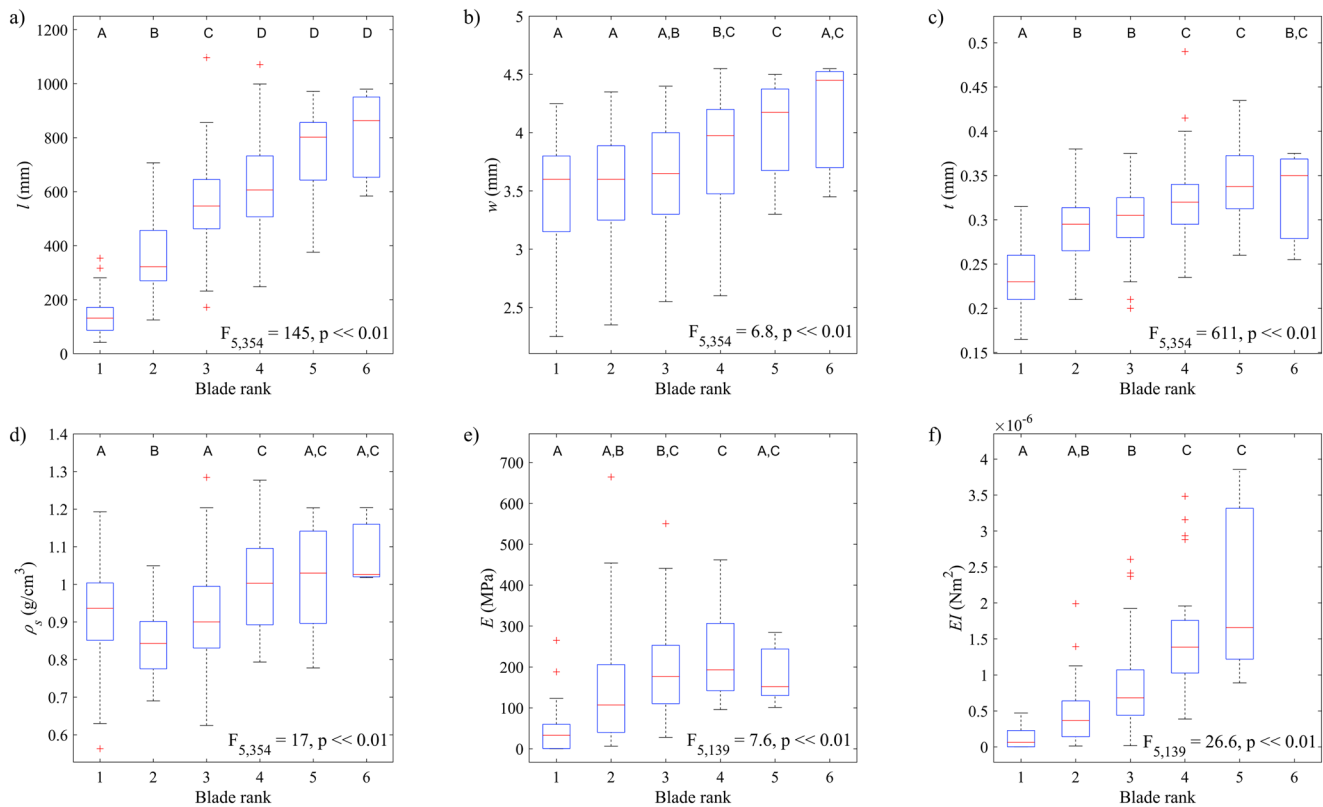 a)
1200
1000
800
600
400
200
0
l (mm)
A B C D D D
F5,354 = 145, p << 0.01
1 2 3 4 5 6
Blade rank
b)
5
4.5
4
3.5
3
2.5
w (mm)
A A A,B B,C C A,C
F5,354 = 6.8, p << 0.01
1 2 3 4 5 6
Blade rank
c)
0.5
0.45
0.4
0.35
0.3
0.25
0.2
0.15
t (mm)
A B B C C B,C
F5,354 = 611, p << 0.01
1 2 3 4 5 6
Blade rank
d)
1.4
1.3
1.2
1.1
1
0.9
0.8
0.7
0.6
ρs (g/cm3)
A B A C A,C A,C
F5,354 = 17, p << 0.01
1 2 3 4 5 6
Blade rank
e)
700
600
500
400
300
200
100
0
E (MPa)
A A,B B,C C A,C
F5,139 = 7.6, p << 0.01
1 2 3 4 5 6
Blade rank
f)
×10-6
4
3.5
3
2.5
2
1.5
1
0.5
0
EI (Nm2)
A A,B B C C
F5,139 = 26.6, p << 0.01
1 2 3 4 5 6
Blade rank